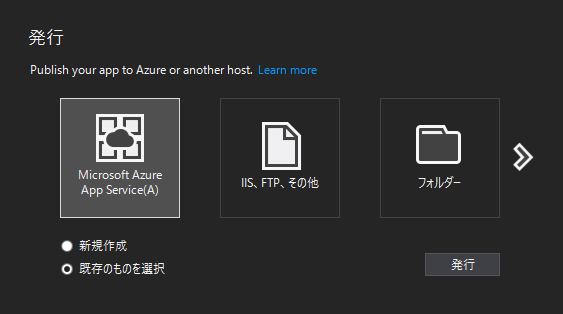 発行
Publish your app to Azure or another host. Learn more
Microsoft Azure
App Service(A)
IIS、FTP、その他
フォルダー
新規作成
既存のものを選択
発行